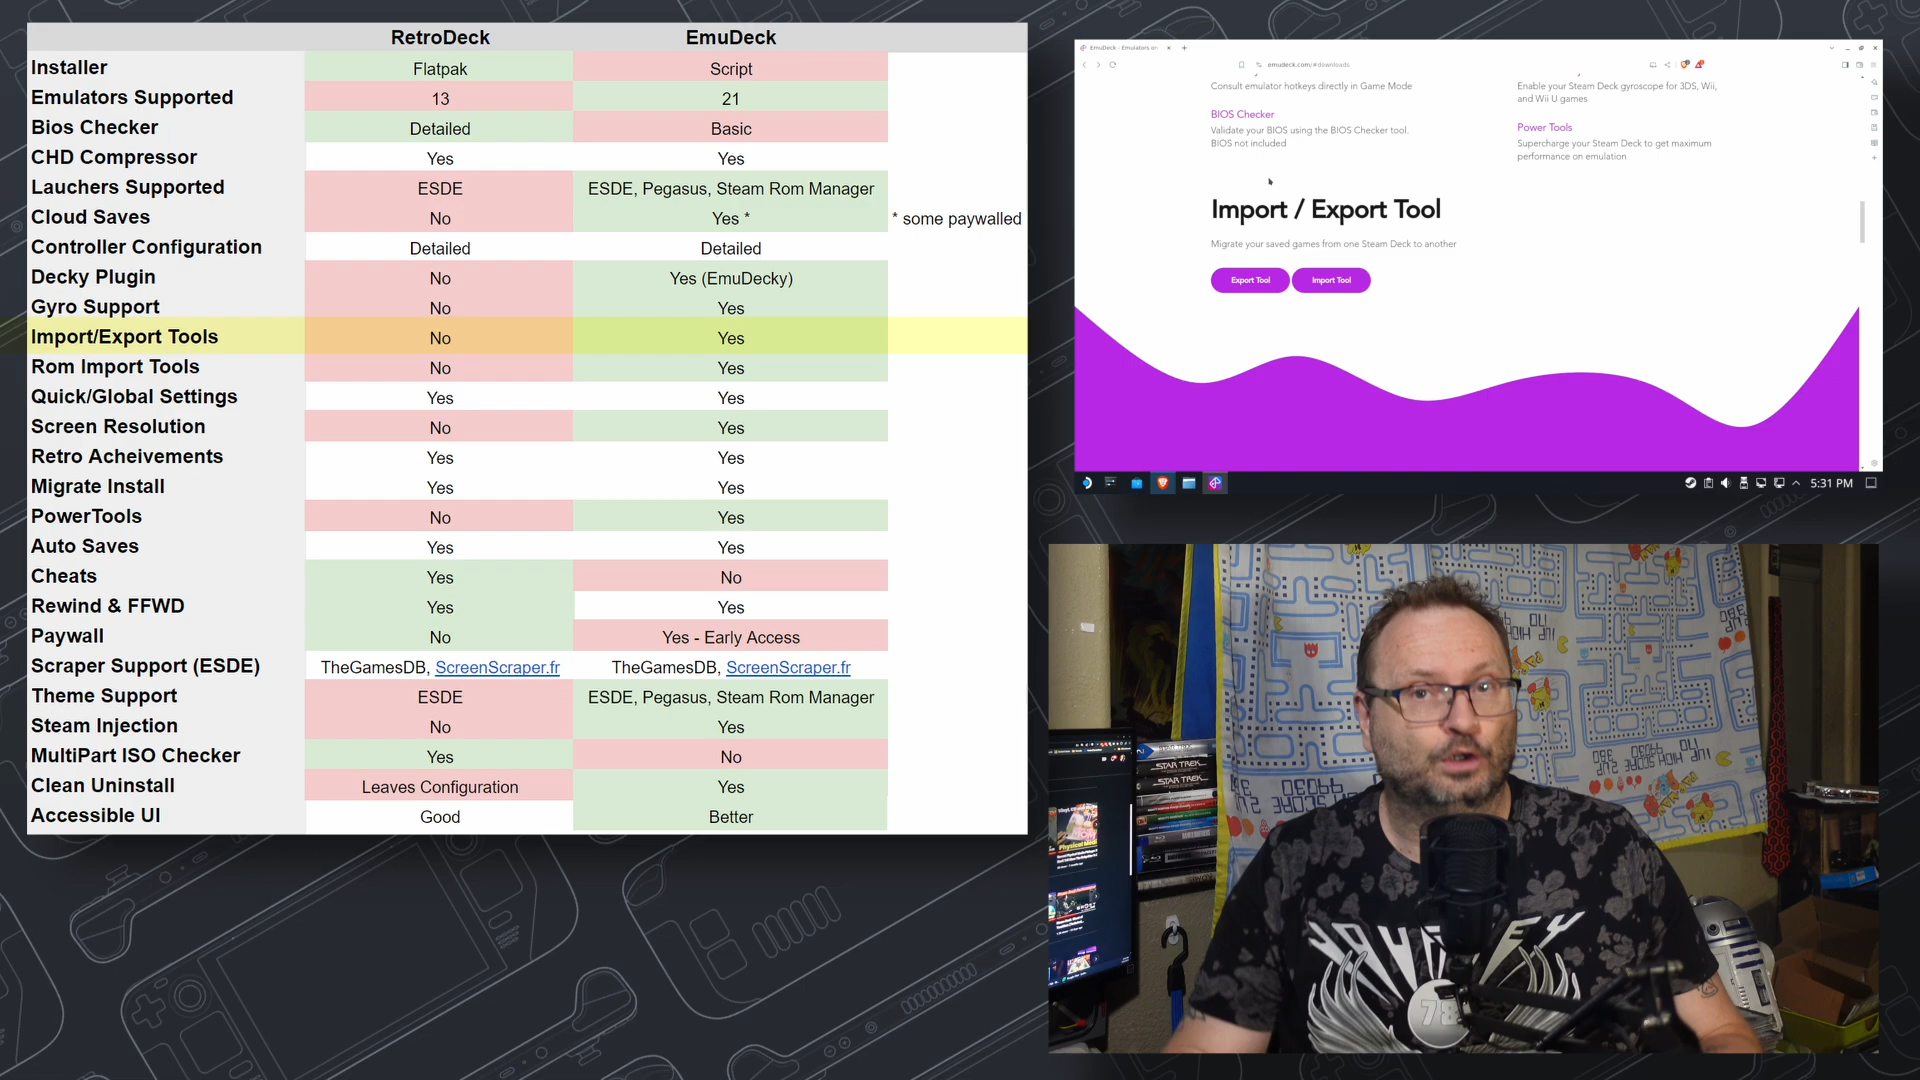 RetroDeck EmuDeck
Installer Flatpak Script
Emulators Supported 13 21
Bios Checker Detailed Basic
CHD Compressor Yes Yes
Lauchers Supported ESDE ESDE, Pegasus, Steam Rom Manager
Cloud Saves No Yes * * some paywalled
Controller Configuration Detailed Detailed
Decky Plugin No Yes (EmuDecky)
Gyro Support No Yes
Import/Export Tools No Yes
Rom Import Tools No Yes
Quick/Global Settings Yes Yes
Screen Resolution No Yes
Retro Acheivements Yes Yes
Migrate Install Yes Yes
PowerTools No Yes
Auto Saves Yes Yes
Cheats Yes No
Rewind & FFWD Yes Yes
Paywall No Yes - Early Access
Scraper Support (ESDE) TheGamesDB, ScreenScraper.fr TheGamesDB, ScreenScraper.fr
Theme Support ESDE ESDE, Pegasus, Steam Rom Manager
Steam Injection No Yes
MultiPart ISO Checker Yes No
Clean Uninstall Leaves Configuration Yes
Accessible UI Good Better
EmuDeck - Emulators on
emudeck.com/#downloads
Consult emulator hotkeys directly in Game Mode
BIOS Checker
Validate your BIOS using the BIOS Checker tool.
BIOS not included
Enable your Steam Deck gyroscope for 3DS, Wii,
and Wii U games
Power Tools
Supercharge your Steam Deck to get maximum
performance on emulation
Import / Export Tool
Migrate your saved games from one Steam Deck to another
Export Tool Import Tool
5:31 PM
STAR TREK
STAR TREK
78